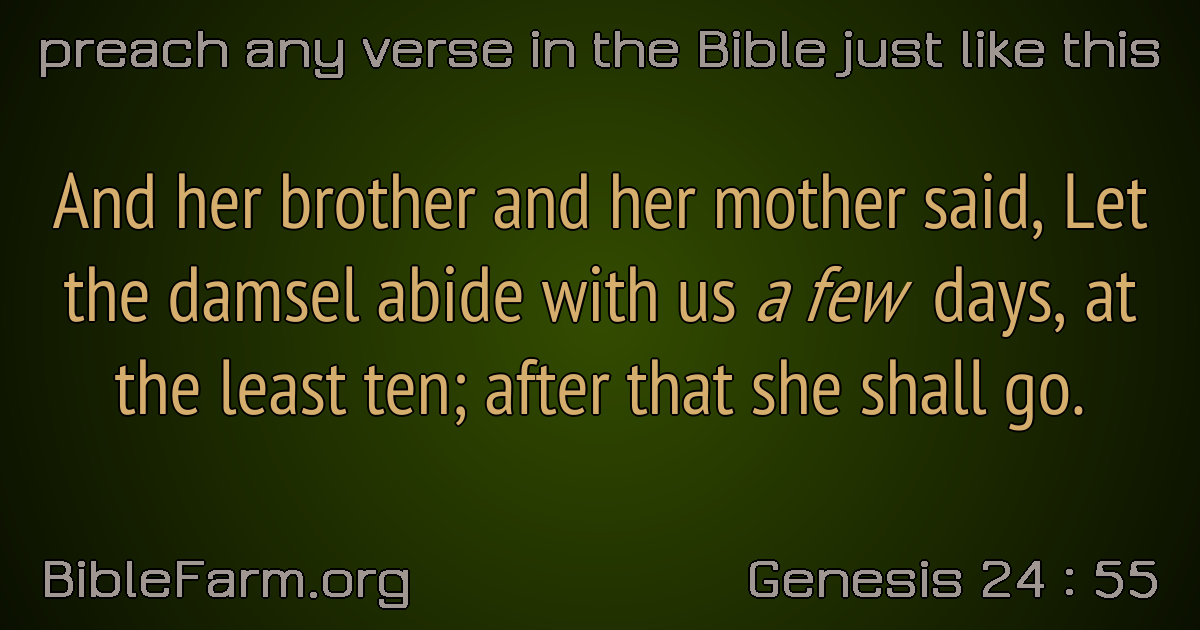 preach any verse in the Bible just like this
And her brother and her mother said, Let
the damsel abide with us a few days, at
the least ten; after that she shall go.
BibleFarm.org
Genesis 24 : 55